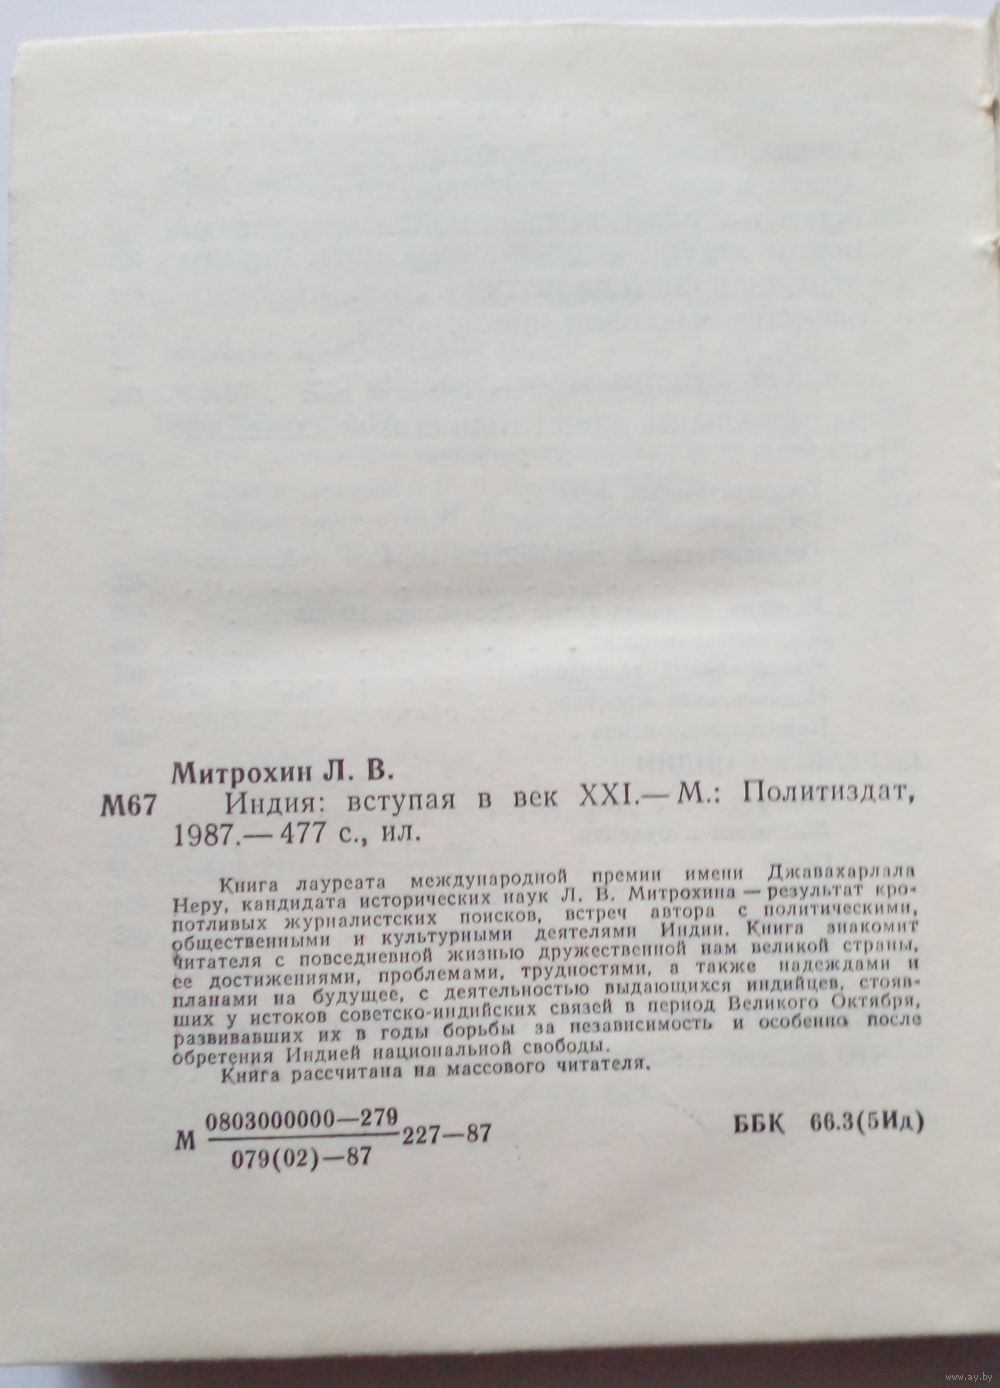 Митрохин Л. В.
М67 Индия: вступая в век XXI.— М.: Политиздат,
1987.— 477 с., ил.
Книга лауреата международной премии имени Джавахарлала
Неру, кандидата исторических наук Л. В. Митрохина — результат кро-
потливых журналистских поисков, встреч автора с политическими,
общественными и культурными деятелями Индии. Книга знакомит
читателя с повседневной жизнью дружественной нам великой страны,
ее достижениями, проблемами, трудностями, а также надеждами и
планами на будущее, с деятельностью выдающихся индийцев, стояв-
ших у истоков советско-индийских связей в период Великого Октября,
развивавших их в годы борьбы за независимость и особенно после
обретения Индией национальной свободы.
Книга рассчитана на массового читателя.
М 0803000000—279
079(02)—87 227—87 ББК 66.3(5Ид)
www.ay.by